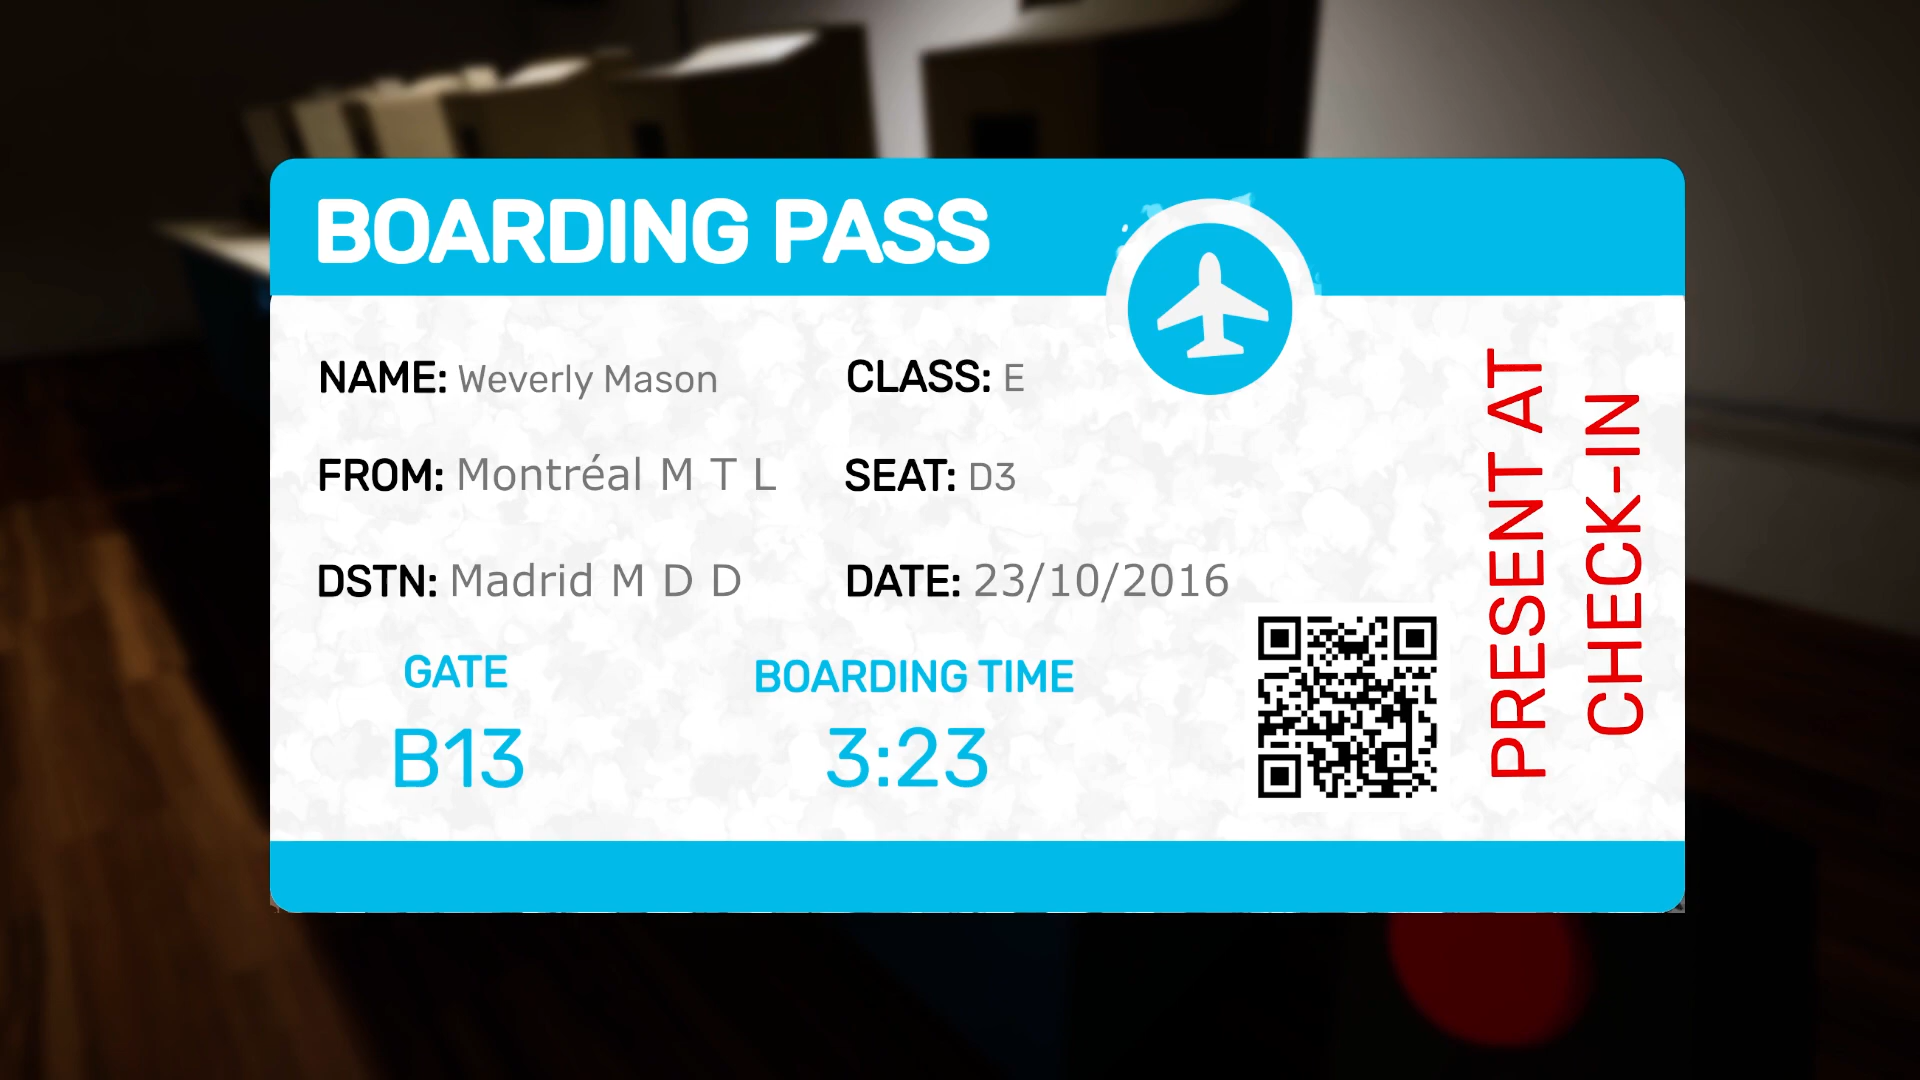 BOARDING PASS
NAME: Weverly Mason
CLASS: E
FROM: Montréal M T L
SEAT: D3
DSTN: Madrid M D D
DATE: 23/10/2016
GATE
BOARDING TIME
B13
3:23
PRESENT AT
CHECK-IN